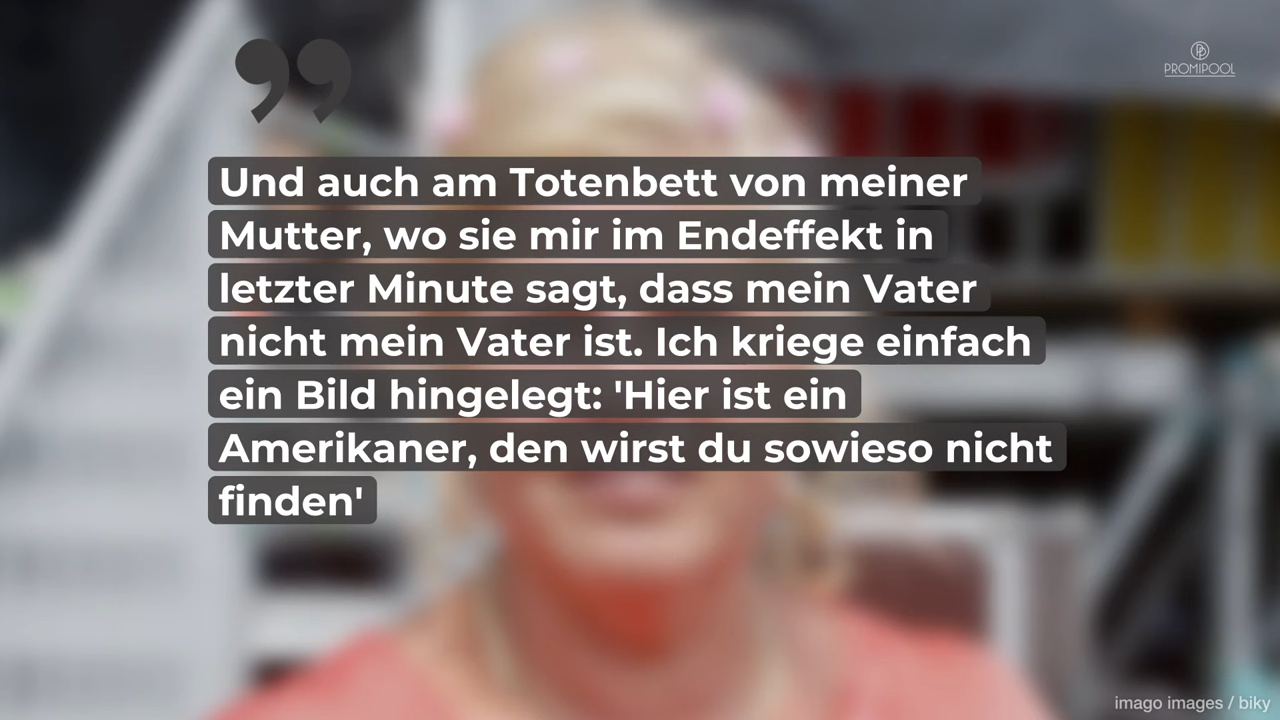 PROMIPOOL
Und auch am Totenbett von meiner
Mutter, wo sie mir im Endeffekt in
letzter Minute sagt, dass mein Vater
nicht mein Vater ist. Ich kriege einfach
ein Bild hingelegt: 'Hier ist ein
Amerikaner, den wirst du sowieso nicht
finden'
imago images / biky